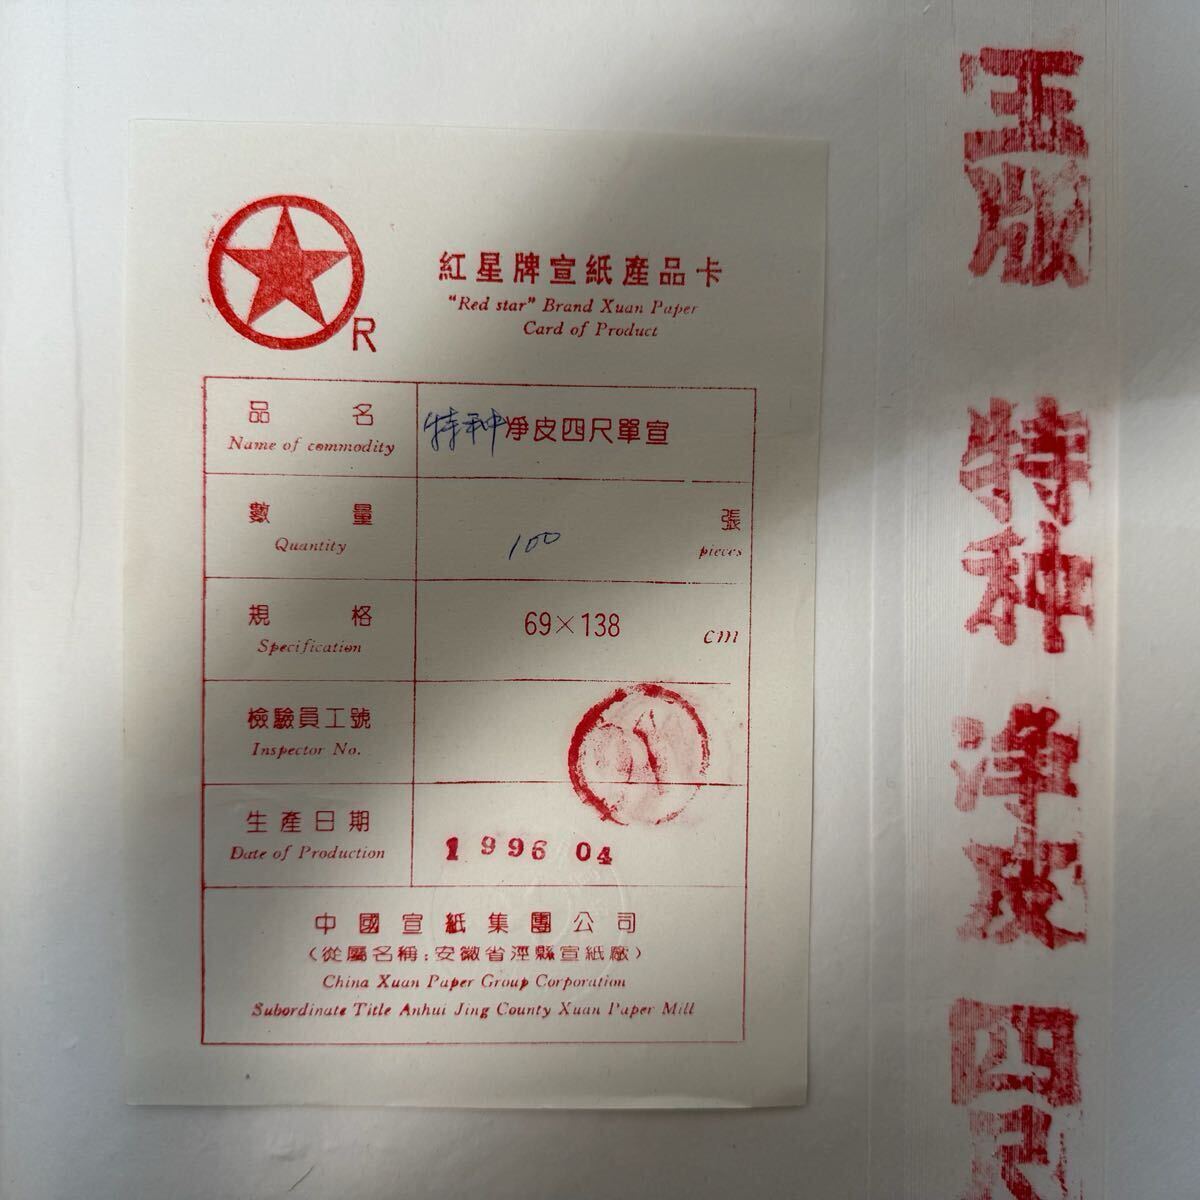 R
紅星牌宣紙產品卡
"Red star" Brand Xuan Paper
Card of Product
品名
Name of commodity
特种净皮四尺單宣
數量
Quantity
100
張
pieces
規格
Specification
69×138
cm
檢驗員工號
Inspector No.
生產日期
Date of Production
1996 04
中國宣紙集團公司
(從屬名稱:安徽省涇縣宣紙廠)
China Xuan Paper Group Corporation
Subordinate Title Anhui Jing County Xuan Paper Mill
玉版 特种 净皮 四尺